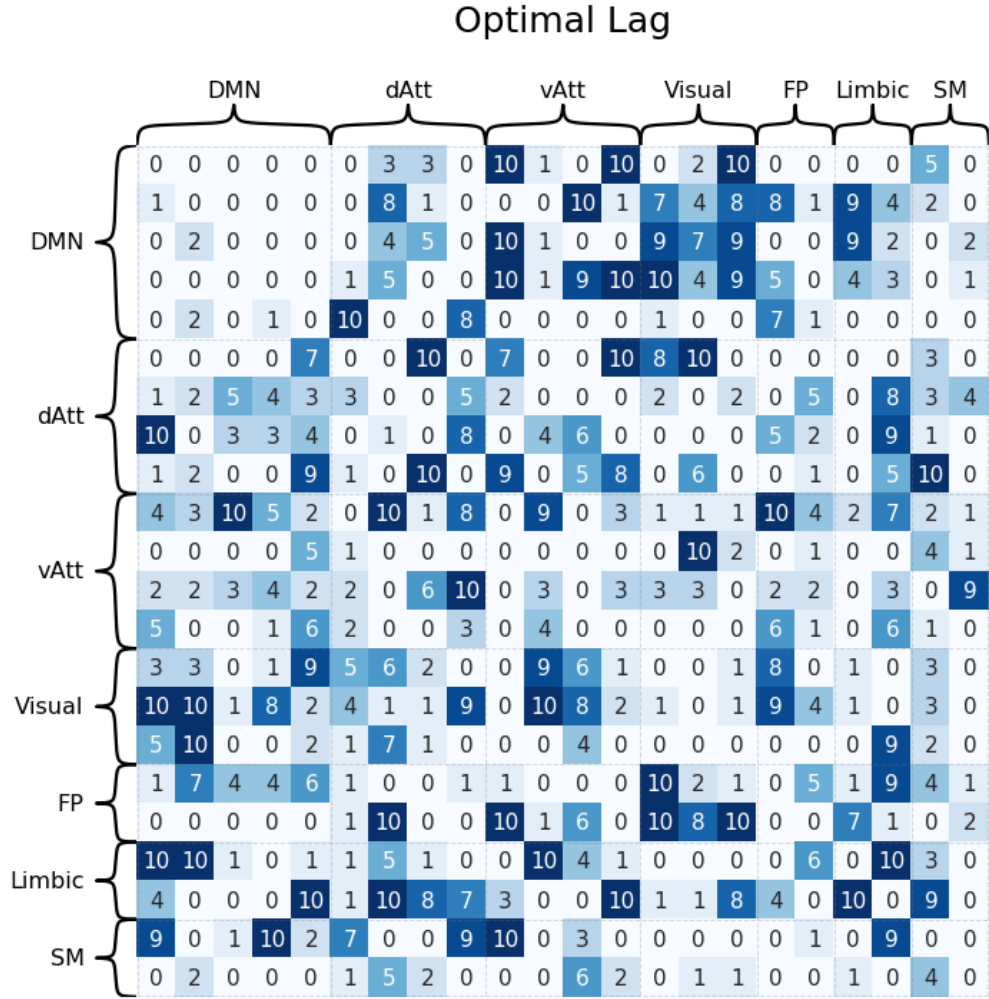 Optimal Lag
DMN dAtt vAtt Visual FP Limbic SM
0 0 0 0 0 0 3 3 0 10 1 0 10 0 2 10 0 0 0 0 5 0
1 0 0 0 0 0 8 1 0 0 0 10 1 7 4 8 8 1 9 4 2 0
DMN 0 2 0 0 0 0 4 5 0 10 1 0 0 9 7 9 0 0 9 2 0 2
0 0 0 0 0 1 5 0 0 10 1 9 10 10 4 9 5 0 4 3 0 1
0 2 0 1 0 10 0 0 8 0 0 0 0 1 0 0 7 1 0 0 0 0
0 0 0 0 7 0 0 10 0 7 0 0 10 8 10 0 0 0 0 0 3 0
dAtt 1 2 5 4 3 3 0 0 5 2 0 0 0 2 0 2 0 5 0 8 3 4
10 0 3 3 4 0 1 0 8 0 4 6 0 0 0 0 5 2 0 9 1 0
1 2 0 0 9 1 0 10 0 9 0 5 8 0 6 0 0 1 0 5 10 0
4 3 10 5 2 0 10 1 8 0 9 0 3 1 1 1 10 4 2 7 2 1
vAtt 0 0 0 0 5 1 0 0 0 0 0 0 0 0 10 2 0 1 0 0 4 1
2 2 3 4 2 2 0 6 10 0 3 0 3 3 3 0 2 2 0 3 0 9
5 0 0 1 6 2 0 0 3 0 4 0 0 0 0 0 6 1 0 6 1 0
3 3 0 1 9 5 6 2 0 0 9 6 1 0 0 1 8 0 1 0 3 0
Visual 10 10 1 8 2 4 1 1 9 0 10 8 2 1 0 1 9 4 1 0 3 0
5 10 0 0 2 1 7 1 0 0 0 4 0 0 0 0 0 0 0 9 2 0
FP 1 7 4 4 6 1 0 0 1 1 0 0 0 10 2 1 0 5 1 9 4 1
0 0 0 0 0 1 10 0 0 10 1 6 0 10 8 10 0 0 7 1 0 2
Limbic 10 10 1 0 1 1 5 1 0 0 10 4 1 0 0 0 0 6 0 10 3 0
4 0 0 0 10 1 10 8 7 3 0 0 10 1 1 8 4 0 10 0 9 0
SM 9 0 1 10 2 7 0 0 9 10 0 3 0 0 0 0 0 1 0 9 0 0
0 2 0 0 0 1 5 2 0 0 0 6 2 0 1 1 0 0 1 0 4 0